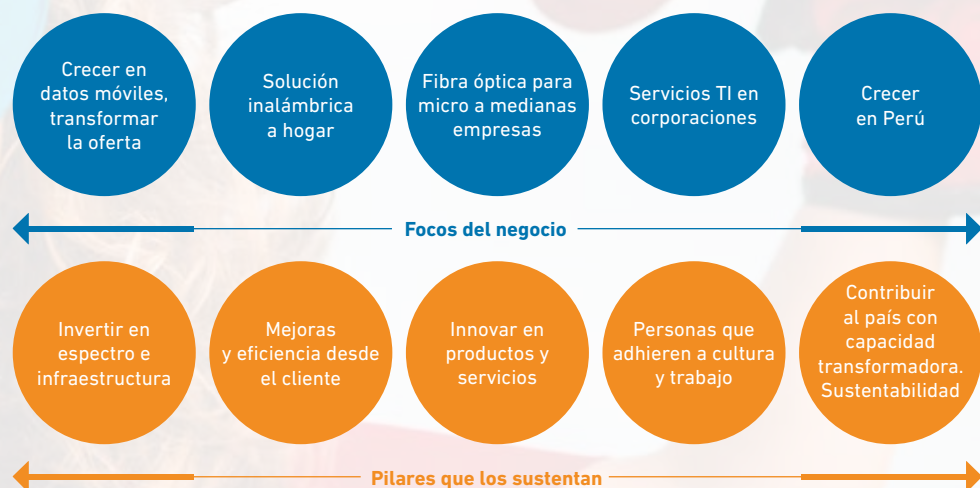 Crecer en
datos móviles,
transformar
la oferta
Solución
inalámbrica
a hogar
Fibra óptica para
micro a medianas
empresas
Servicios TI en
corporaciones
Crecer
en Perú
Focos del negocio
Invertir en
espectro e
infraestructura
Mejoras
y eficiencia desde
el cliente
Innovar en
productos y
servicios
Personas que
adhieren a cultura
y trabajo
Contribuir
al país con
capacidad
transformadora.
Sustentabilidad
Pilares que los sustentan